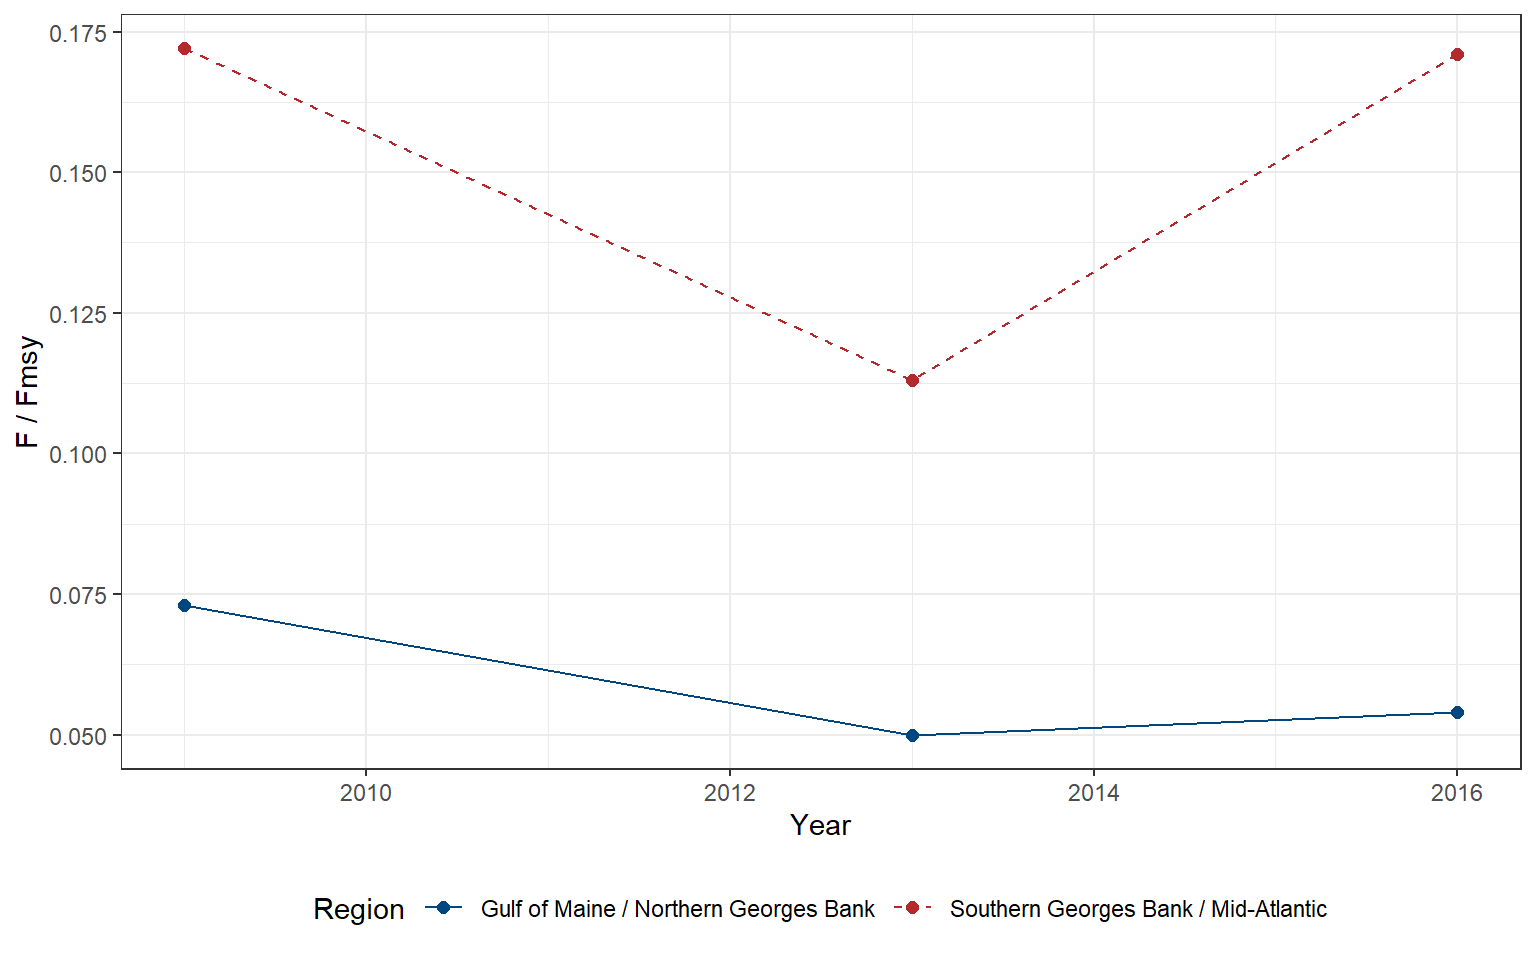 0.175
0.150
0.125
0.100
0.075
0.050
F / Fmsy
2010 2012 2014 2016
Year
Region Gulf of Maine / Northern Georges Bank Southern Georges Bank / Mid-Atlantic